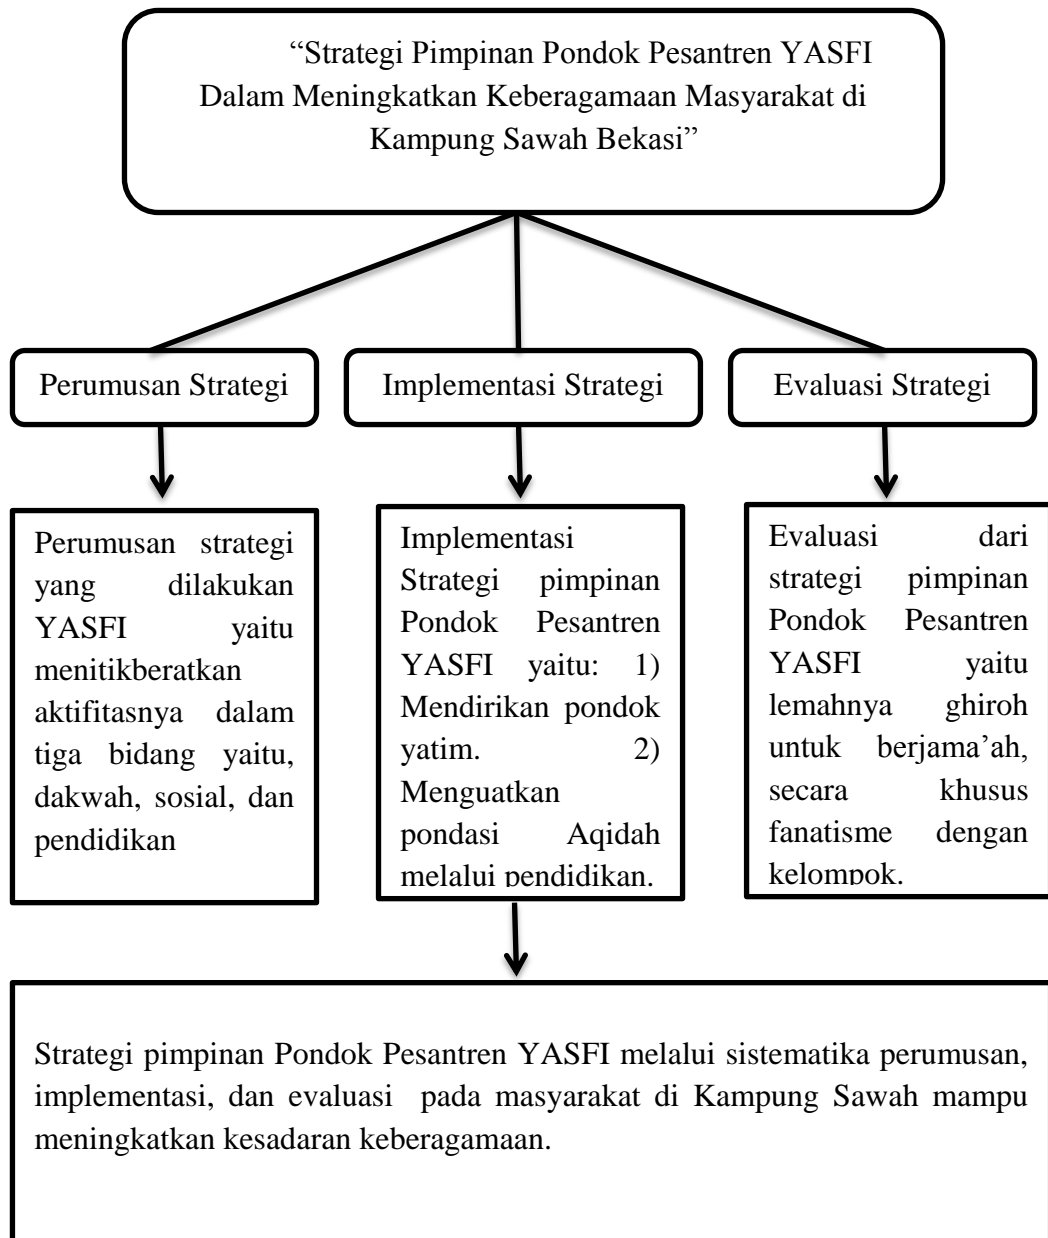 “Strategi Pimpinan Pondok Pesantren YASFI
Dalam Meningkatkan Keberagamaan Masyarakat di
Kampung Sawah Bekasi”
Perumusan Strategi
Implementasi Strategi
Evaluasi Strategi
Perumusan strategi
yang dilakukan
YASFI yaitu
menitikberatkan
aktifitasnya dalam
tiga bidang yaitu,
dakwah, sosial, dan
pendidikan
Implementasi
Strategi pimpinan
Pondok Pesantren
YASFI yaitu: 1)
Mendirikan pondok
yatim. 2)
Menguatkan
pondasi Aqidah
melalui pendidikan.
Evaluasi dari
strategi pimpinan
Pondok Pesantren
YASFI yaitu
lemahnya ghiroh
untuk berjama’ah,
secara khusus
fanatisme dengan
kelompok.
Strategi pimpinan Pondok Pesantren YASFI melalui sistematika perumusan,
implementasi, dan evaluasi pada masyarakat di Kampung Sawah mampu
meningkatkan kesadaran keberagamaan.